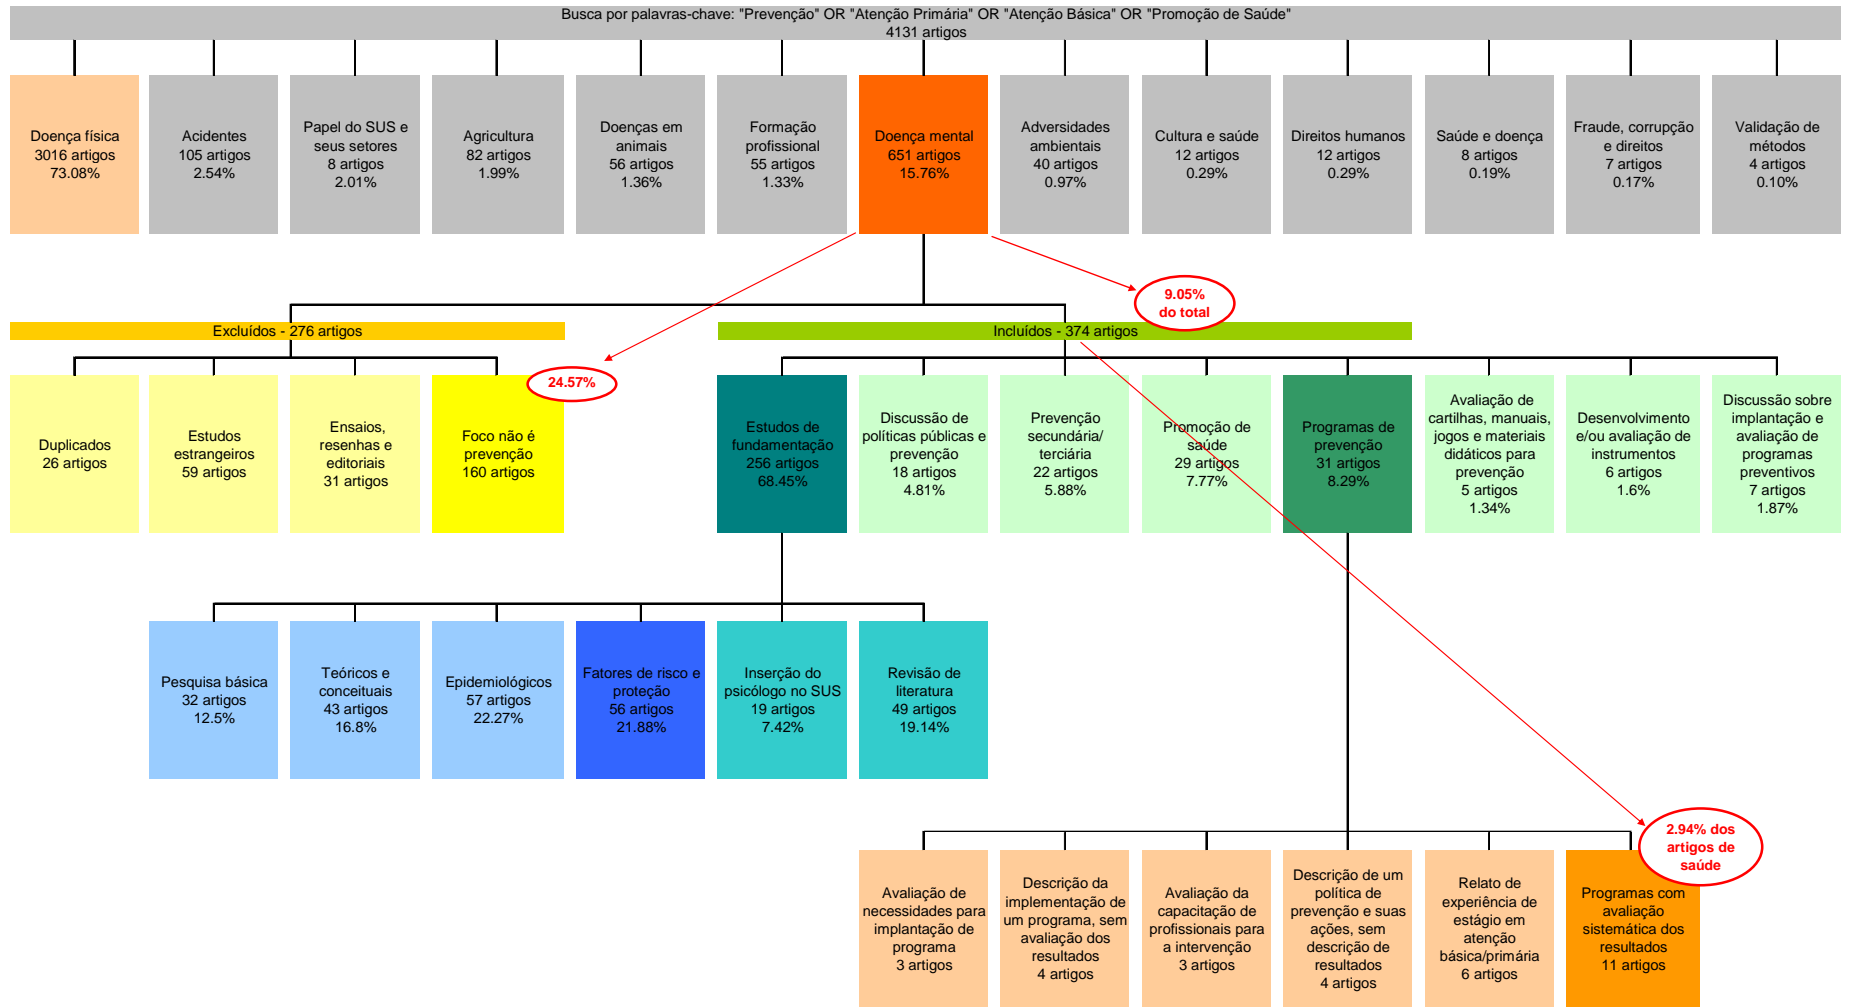 Busca por palavras-chave: "Prevenção" OR "Atenção Primária" OR "Atenção Básica" OR "Promoção de Saúde"
4131 artigos
Doença física
3016 artigos
73.08%
Acidentes
105 artigos
2.54%
Papel do SUS e
seus setores
8 artigos
2.01%
Agricultura
82 artigos
1.99%
Doenças em
animais
56 artigos
1.36%
Formação
profissional
55 artigos
1.33%
Doença mental
651 artigos
15.76%
Adversidades
ambientais
40 artigos
0.97%
Cultura e saúde
12 artigos
0.29%
Direitos humanos
12 artigos
0.29%
Saúde e doença
8 artigos
0.19%
Fraude, corrupção
e direitos
7 artigos
0.17%
Validação de
métodos
4 artigos
0.10%
9.05%
do total
Excluídos - 276 artigos
Incluídos - 374 artigos
Duplicados
26 artigos
Estudos
estrangeiros
59 artigos
Ensaios,
resenhas e
editoriais
31 artigos
Foco não é
prevenção
160 artigos
24.57%
Estudos de
fundamentação
256 artigos
68.45%
Discussão de
políticas públicas e
prevenção
18 artigos
4.81%
Prevenção
secundária/
terciária
22 artigos
5.88%
Promoção de
saúde
29 artigos
7.77%
Programas de
prevenção
31 artigos
8.29%
Avaliação de
cartilhas, manuais,
jogos e materiais
didáticos para
prevenção
5 artigos
1.34%
Desenvolvimento
e/ou avaliação de
instrumentos
6 artigos
1.6%
Discussão sobre
implantação e
avaliação de
programas
preventivos
7 artigos
1.87%
Pesquisa básica
32 artigos
12.5%
Teóricos e
conceituais
43 artigos
16.8%
Epidemiológicos
57 artigos
22.27%
Fatores de risco e
proteção
56 artigos
21.88%
Inserção do
psicólogo no SUS
19 artigos
7.42%
Revisão de
literatura
49 artigos
19.14%
2.94% dos
artigos de
saúde
Avaliação de
necessidades para
implantação de
programa
3 artigos
Descrição da
implementação de
um programa, sem
avaliação dos
resultados
4 artigos
Avaliação da
capacitação de
profissionais para
a intervenção
3 artigos
Descrição de um
política de
prevenção e suas
ações, sem
descrição de
resultados
4 artigos
Relato de
experiência de
estágio em
atenção
básica/primária
6 artigos
Programas com
avaliação
sistemática dos
resultados
11 artigos